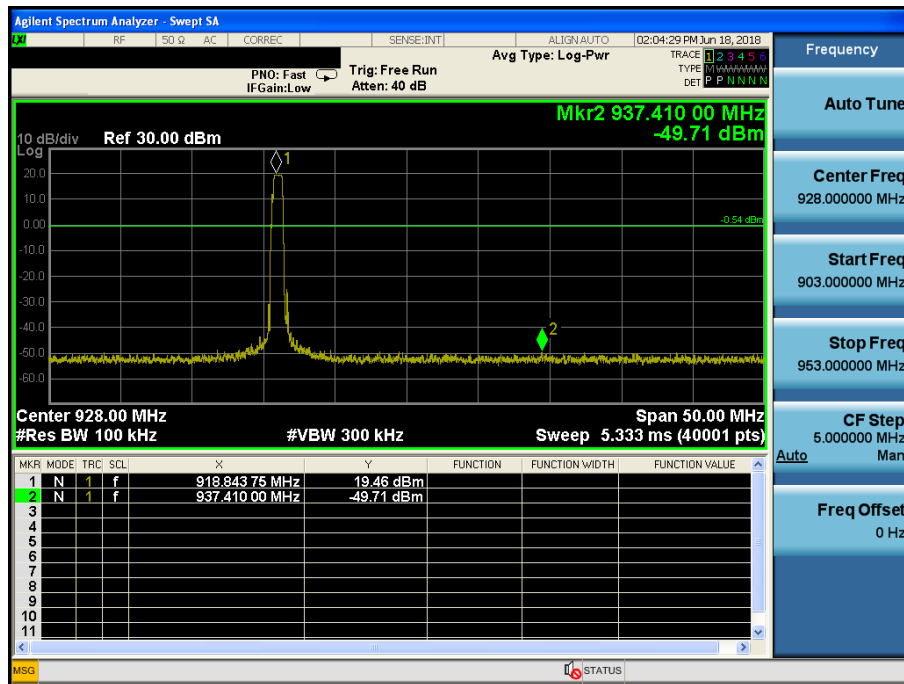 Agilent Spectrum Analyzer - Swept SA
LXI RF 50 Ω AC CORREC SENSE:INT ALIGN AUTO 02:04:29 PM Jun 18, 2018
Frequency
Avg Type: Log-Pwr TRACE 1 2 3 4 5 6
PNO: Fast Trig: Free Run TYPE M WWWWW
IFGain:Low Atten: 40 dB DET P P N N N N
Auto Tune
Mkr2 937.410 00 MHz
10 dB/div Ref 30.00 dBm -49.71 dBm
Log
1
20.0
Center Freq
10.0
928.000000 MHz
0.00
-0.54 dBm
-10.0
Start Freq
-20.0
903.000000 MHz
-30.0
-40.0
2
Stop Freq
-50.0
953.000000 MHz
-60.0
Center 928.00 MHz Span 50.00 MHz
#Res BW 100 kHz #VBW 300 kHz Sweep 5.333 ms (40001 pts)
CF Step
5.000000 MHz
Auto Man
MKR MODE TRC SCL X Y FUNCTION FUNCTION WIDTH FUNCTION VALUE
1 N 1 f 918.843 75 MHz 19.46 dBm
2 N 1 f 937.410 00 MHz -49.71 dBm
3
4
5
6
7
8
9
10
11
Freq Offset
0 Hz
MSG STATUS